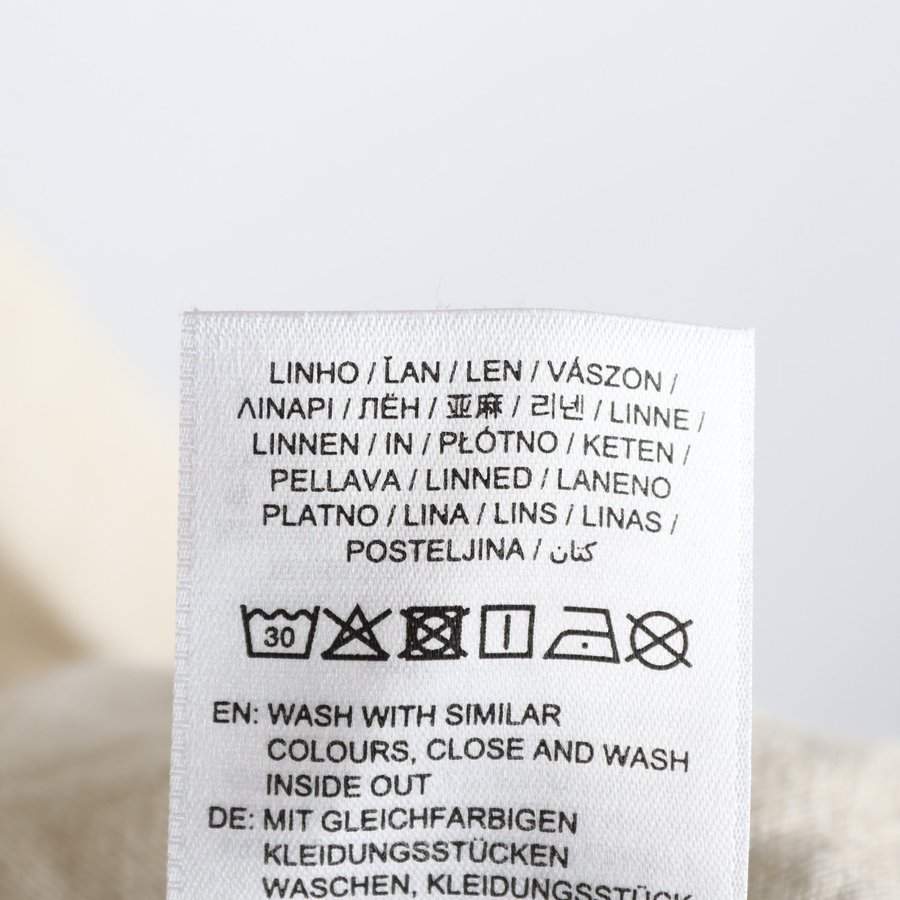 LINHO / ĽAN / LEN / VÁSZON /
ΛΙΝΑΡΙ / ЛЁН / 亚麻 / 리넨 / LINNE /
LINNEN / IN / PŁÓTNO / KETEN /
PELLAVA / LINNED / LANENO
PLATNO / LINA / LINS / LINAS /
POSTELJINA / كتان
30
EN: WASH WITH SIMILAR
COLOURS, CLOSE AND WASH
INSIDE OUT
DE: MIT GLEICHFARBIGEN
KLEIDUNGSSTÜCKEN
WASCHEN, KLEIDUNGSSTÜCK